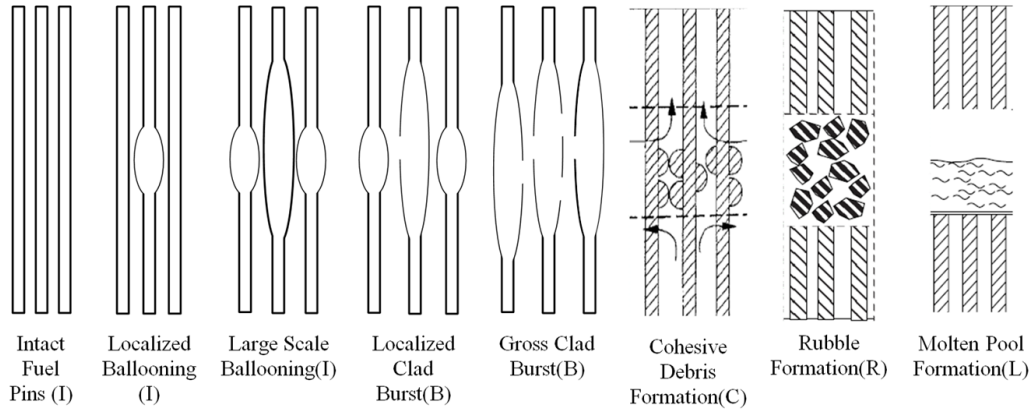 Intact
Fuel
Pins (I)
Localized
Ballooning
(I)
Large Scale
Ballooning(I)
Localized
Clad
Burst(B)
Gross Clad
Burst(B)
Cohesive
Debris
Formation(C)
Rubble
Formation(R)
Molten Pool
Formation(L)